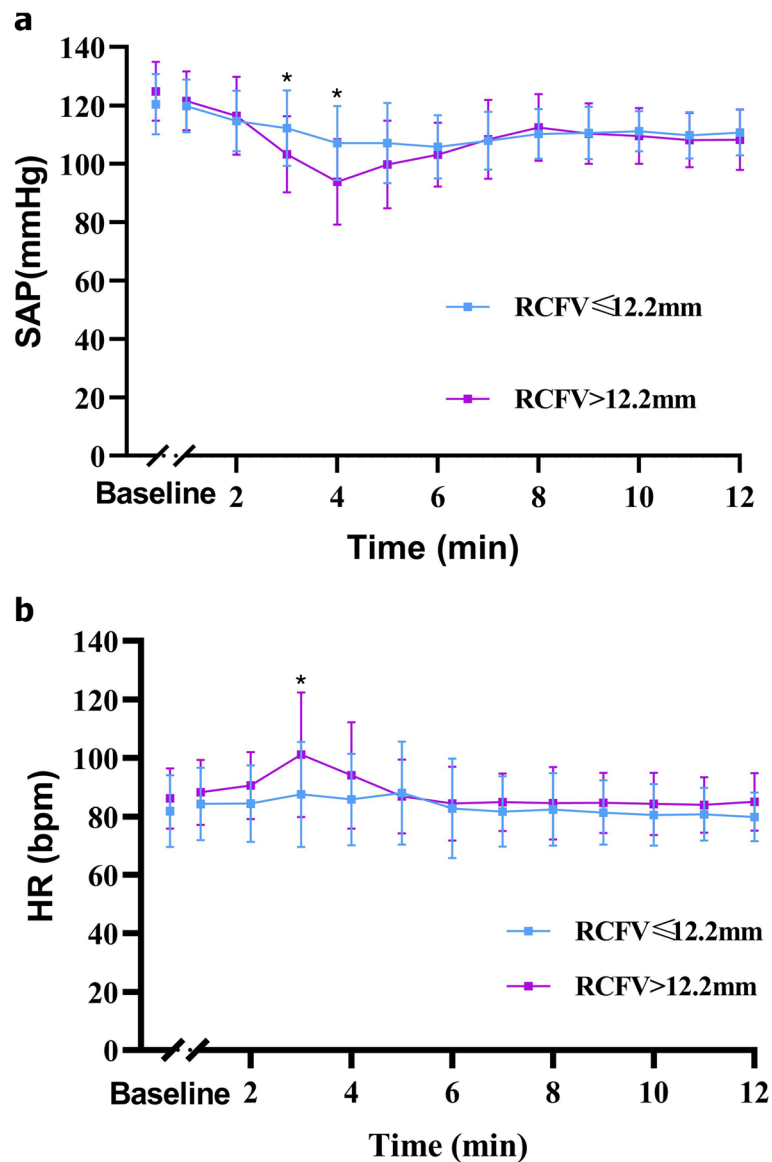 a
140
120
100
80
60
40
20
0
SAP(mmHg)
*
*
RCFV⩽12.2mm
RCFV>12.2mm
Baseline 2 4 6 8 10 12
Time (min)
b
140
120
100
80
60
40
20
0
HR (bpm)
*
RCFV⩽12.2mm
RCFV>12.2mm
Baseline 2 4 6 8 10 12
Time (min)